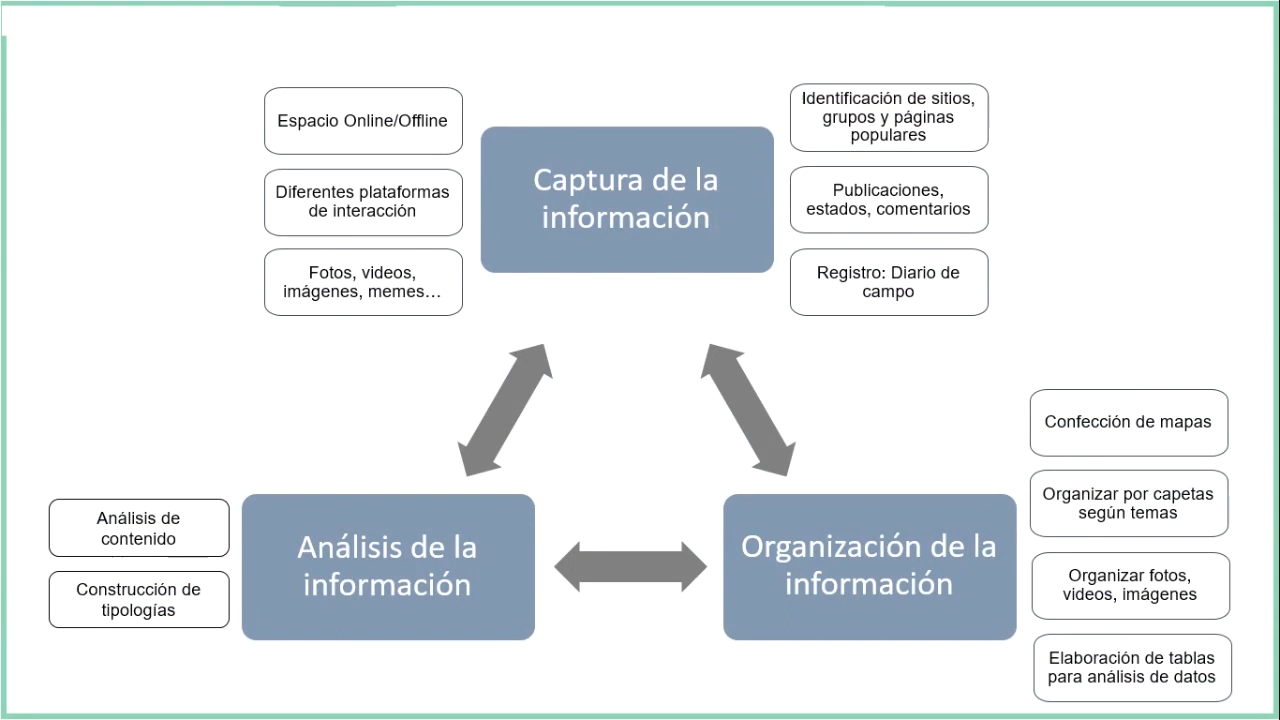 Espacio Online/Offline
Diferentes plataformas
de interacción
Fotos, videos,
imágenes, memes…
Captura de la
información
Identificación de sitios,
grupos y páginas
populares
Publicaciones,
estados, comentarios
Registro: Diario de
campo
Análisis de
contenido
Construcción de
tipologías
Análisis de la
información
Organización de la
información
Confección de mapas
Organizar por capetas
según temas
Organizar fotos,
videos, imágenes
Elaboración de tablas
para análisis de datos